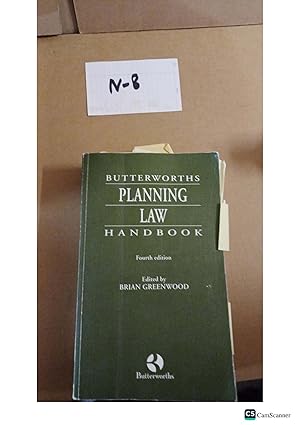 N-8
BUTTERWORTHS
PLANNING
LAW
HANDBOOK
Fourth edition
Edited by
BRIAN GREENWOOD
Butterworths
CS CamScanner